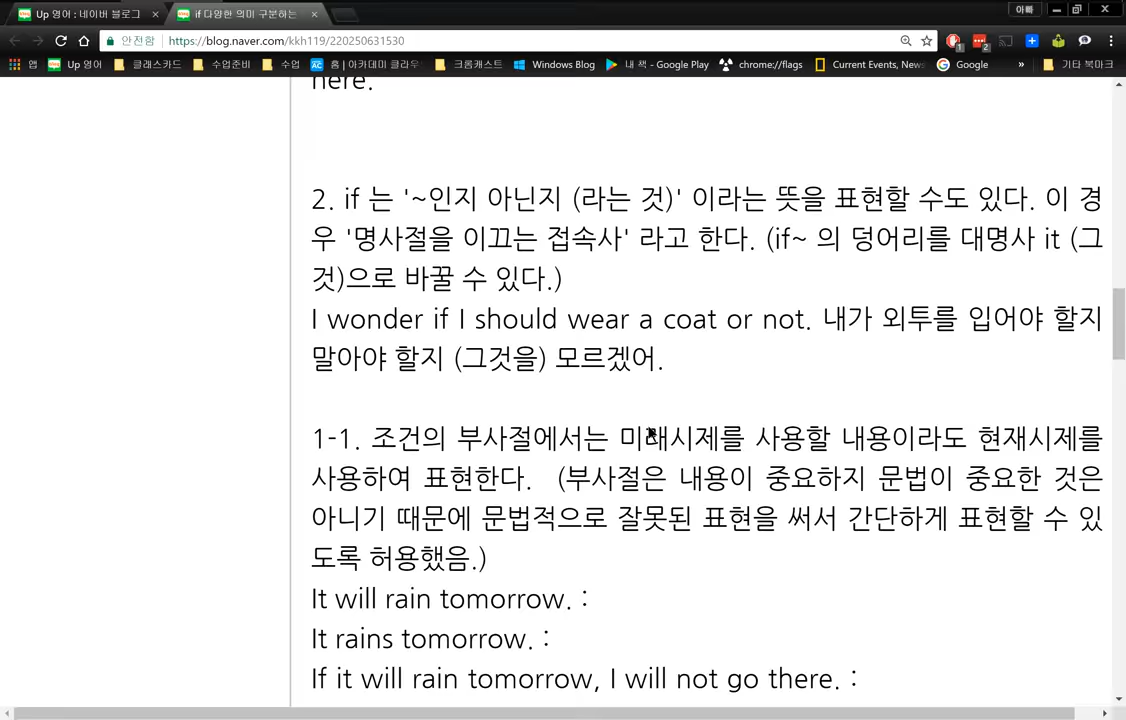 Up 영어 : 네이버 블로그
if 다양한 의미 구분하는
아빠
안전함
https://blog.naver.com/kkh119/220250631530
1
2
앱
Up 영어
클래스카드
수업준비
수업
홈 | 아카데미 클라우
크롬캐스트
Windows Blog
내 책 - Google Play
chrome://flags
Current Events, News
Google
»
기타 북마크
here.
2. if 는 '~인지 아닌지 (라는 것)' 이라는 뜻을 표현할 수도 있다. 이 경
우 '명사절을 이끄는 접속사' 라고 한다. (if~ 의 덩어리를 대명사 it (그
것)으로 바꿀 수 있다.)
I wonder if I should wear a coat or not. 내가 외투를 입어야 할지
말아야 할지 (그것을) 모르겠어.
1-1. 조건의 부사절에서는 미래시제를 사용할 내용이라도 현재시제를
사용하여 표현한다. (부사절은 내용이 중요하지 문법이 중요한 것은
아니기 때문에 문법적으로 잘못된 표현을 써서 간단하게 표현할 수 있
도록 허용했음.)
It will rain tomorrow. :
It rains tomorrow. :
If it will rain tomorrow, I will not go there. :